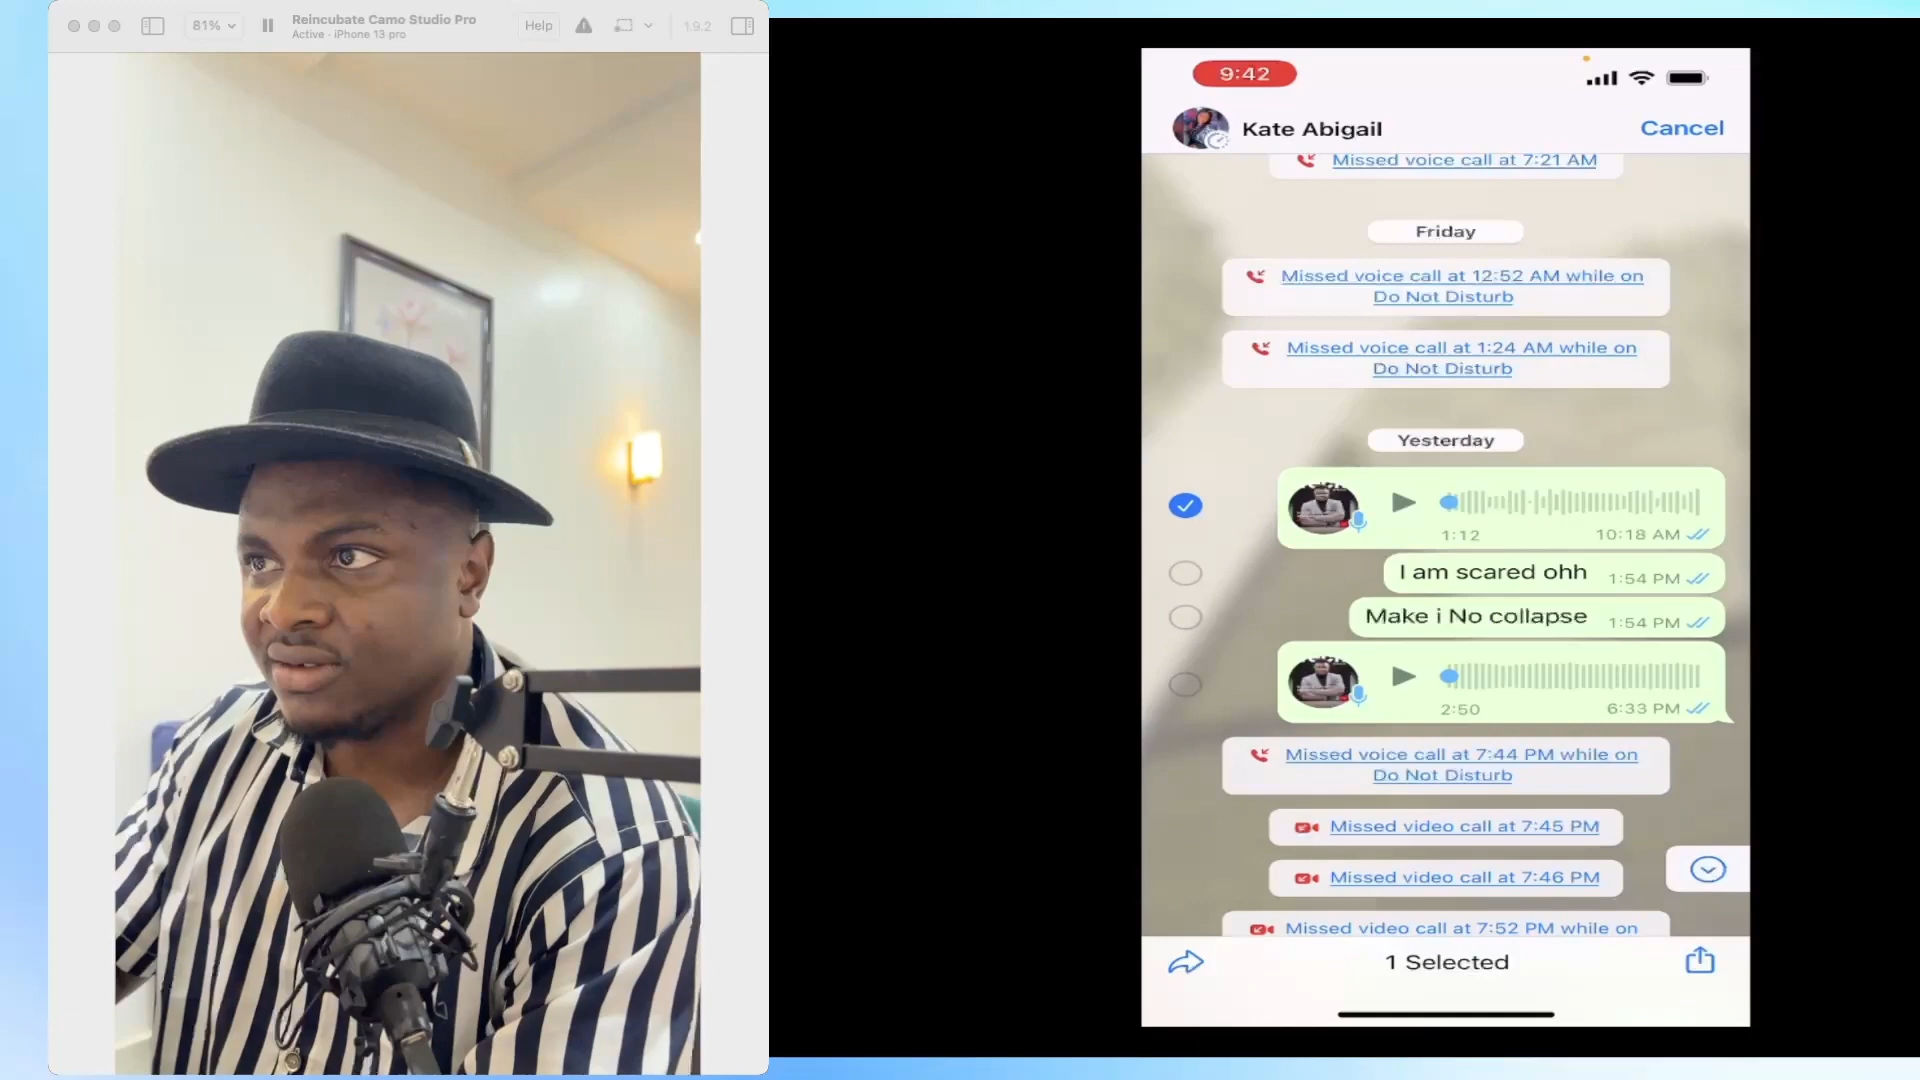 81%
Reincubate Camo Studio Pro
Active · iPhone 13 pro
Help
1.9.2
9:42
Kate Abigail
Cancel
Missed voice call at 7:21 AM
Friday
Missed voice call at 12:52 AM while on
Do Not Disturb
Missed voice call at 1:24 AM while on
Do Not Disturb
Yesterday
1:12 10:18 AM
I am scared ohh 1:54 PM
Make i No collapse 1:54 PM
2:50 6:33 PM
Missed voice call at 7:44 PM while on
Do Not Disturb
Missed video call at 7:45 PM
Missed video call at 7:46 PM
Missed video call at 7:52 PM while on
1 Selected